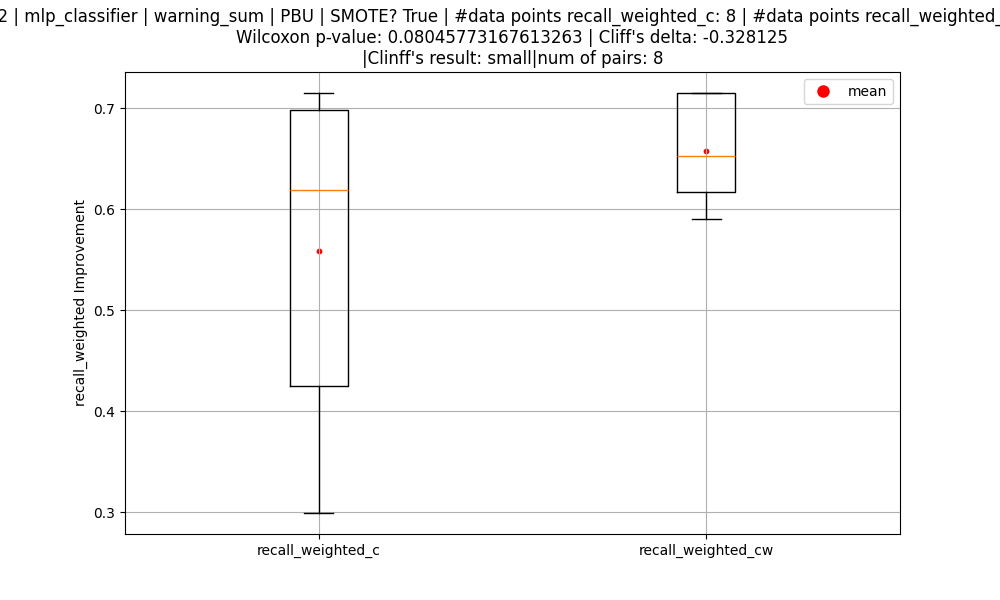 2 | mlp_classifier | warning_sum | PBU | SMOTE? True | #data points recall_weighted_c: 8 | #data points recall_weighted_
Wilcoxon p-value: 0.08045773167613263 | Cliff's delta: -0.328125
|Clinff's result: small|num of pairs: 8
mean
recall_weighted Improvement
0.7
0.6
0.5
0.4
0.3
recall_weighted_c
recall_weighted_cw